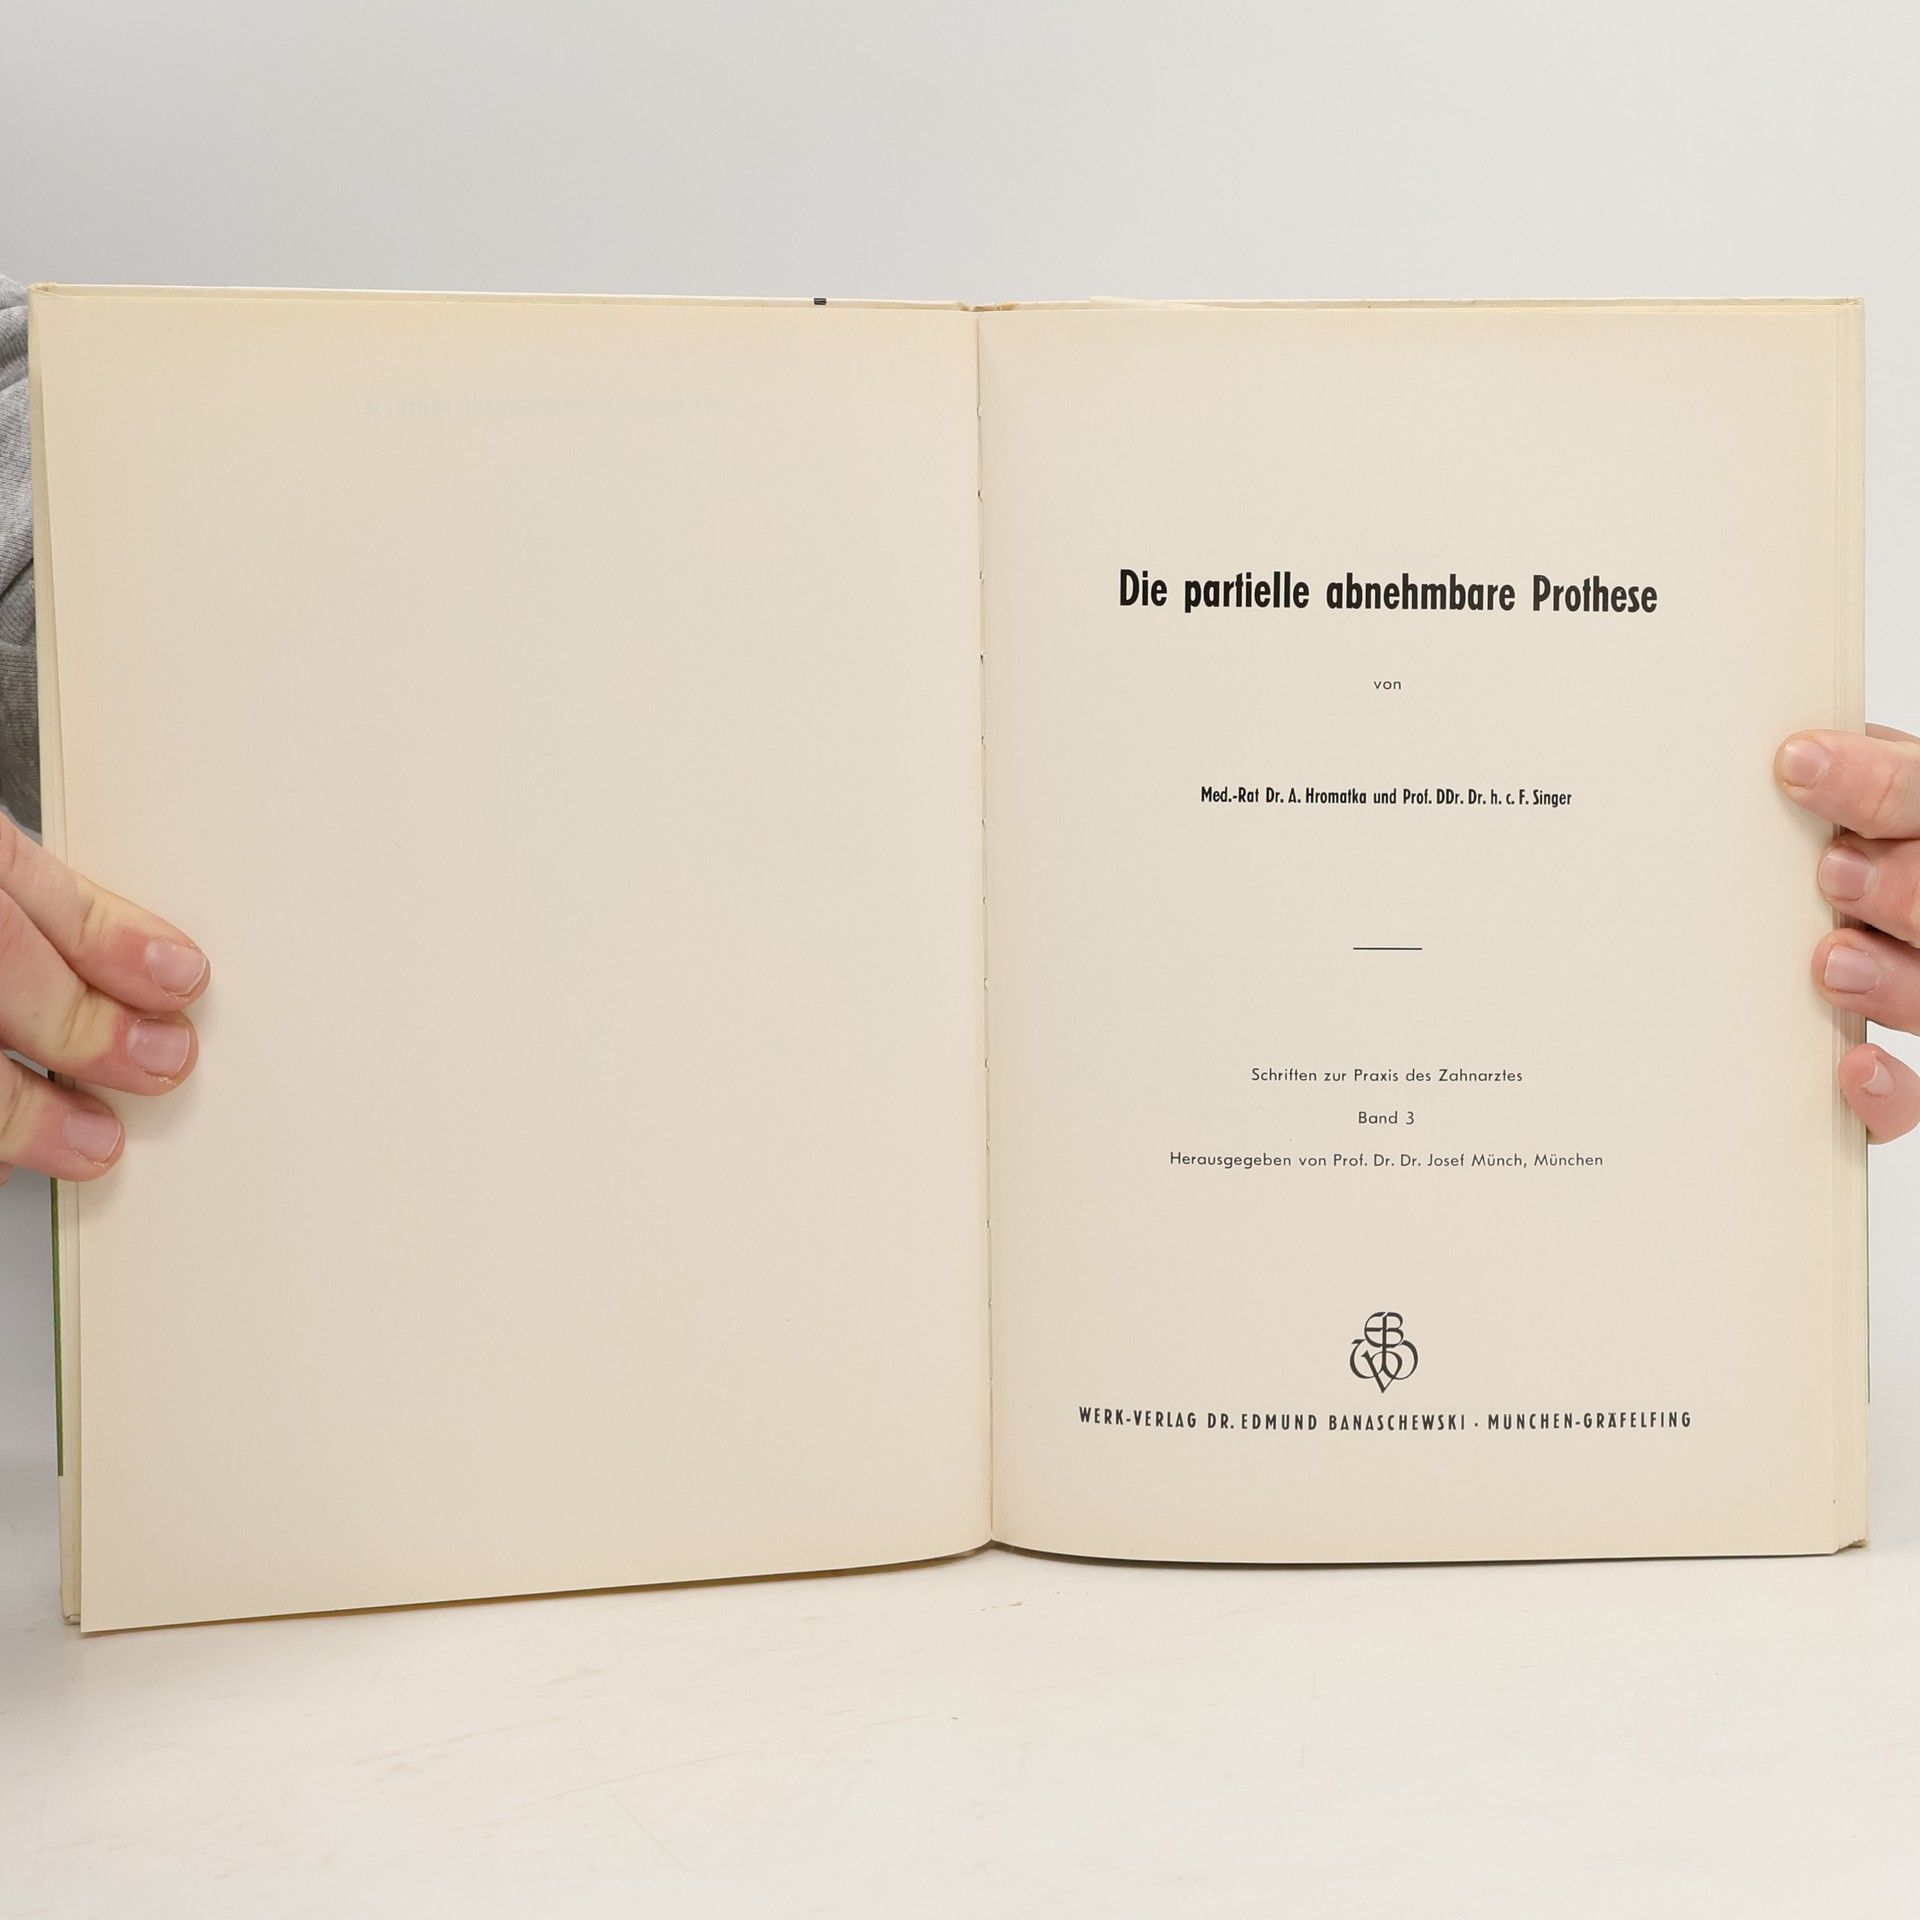 Die partielle abnehmbare Prothese
von
Med.-Rat Dr. A. Hromatka und Prof. DDr. Dr. h. c. F. Singer
Schriften zur Praxis des Zahnarztes
Band 3
Herausgegeben von Prof. Dr. Dr. Josef Münch, München
WERK-VERLAG DR. EDMUND BANASCHEWSKI · MÜNCHEN-GRÄFELFING